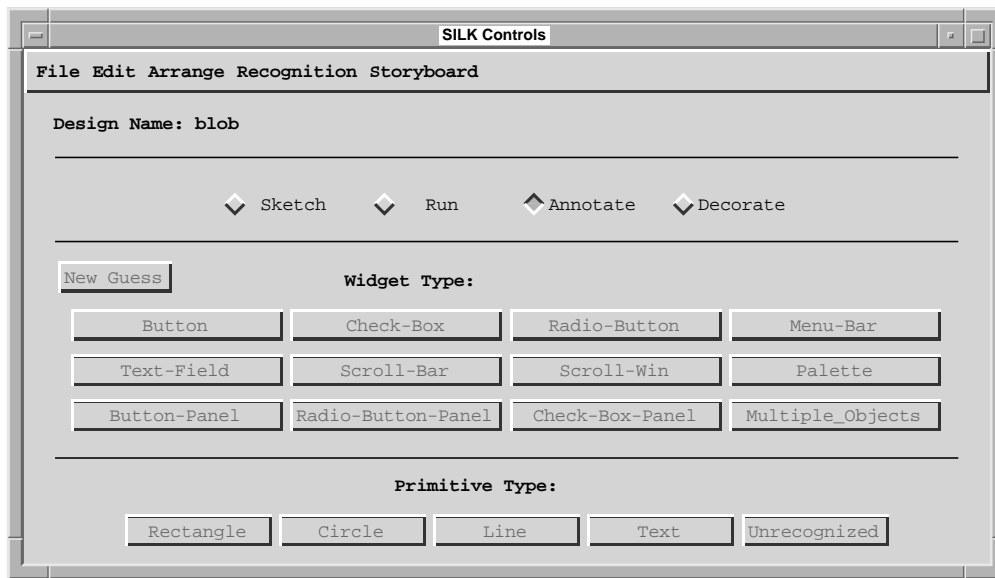 SILK Controls
File Edit Arrange Recognition Storyboard
Design Name: blob
Sketch Run Annotate Decorate
New Guess Widget Type:
Button Check-Box Radio-Button Menu-Bar
Text-Field Scroll-Bar Scroll-Win Palette
Button-Panel Radio-Button-Panel Check-Box-Panel Multiple_Objects
Primitive Type:
Rectangle Circle Line Text Unrecognized